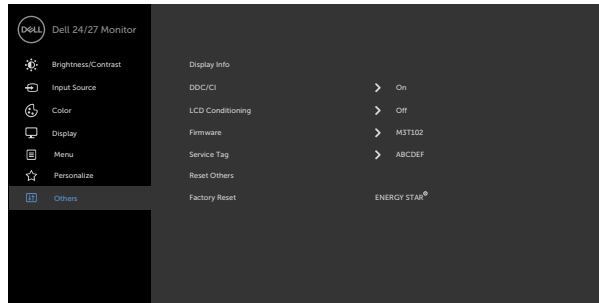 DELL Dell 24/27 Monitor
Brightness/Contrast Display Info
Input Source DDC/CI On
Color LCD Conditioning Off
Display Firmware M3T102
Menu Service Tag ABCDEF
Personalize Reset Others
Others Factory Reset ENERGY STAR®